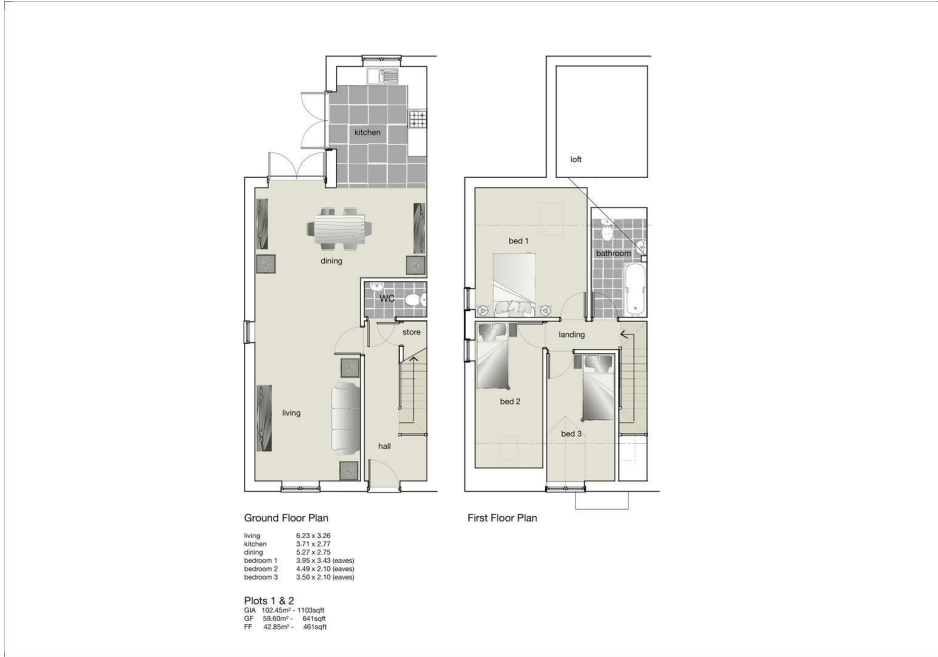 kitchen
dining
WC
store
living
hall
loft
bed 1
bathroom
landing
bed 2
bed 3
Ground Floor Plan
First Floor Plan
living 6.23 x 3.26
kitchen 3.71 x 2.77
dining 5.27 x 2.75
bedroom 1 3.95 x 3.43 (eaves)
bedroom 2 4.49 x 2.10 (eaves)
bedroom 3 3.50 x 2.10 (eaves)
Plots 1 & 2
GIA 102.45m² - 1103sqft
GF 59.60m² - 641sqft
FF 42.85m² - 461sqft